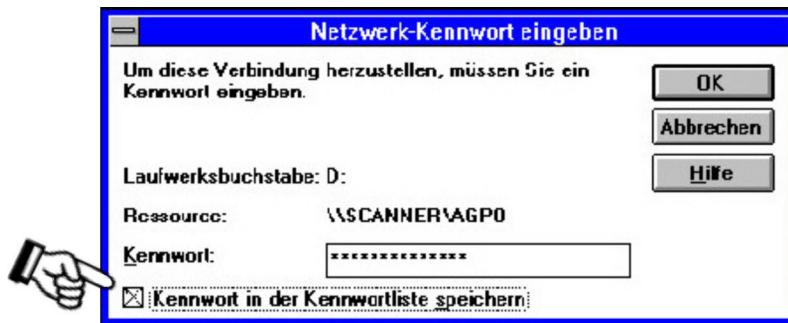 Netzwerk-Kennwort eingeben
Um diese Verbindung herzustellen, müssen Sie ein
Kennwort eingeben.
OK
Abbrechen
Hilfe
Laufwerksbuchstabe: D:
Ressource: \\SCANNER\AGP0
Kennwort: **************
Kennwort in der Kennwortliste speichern